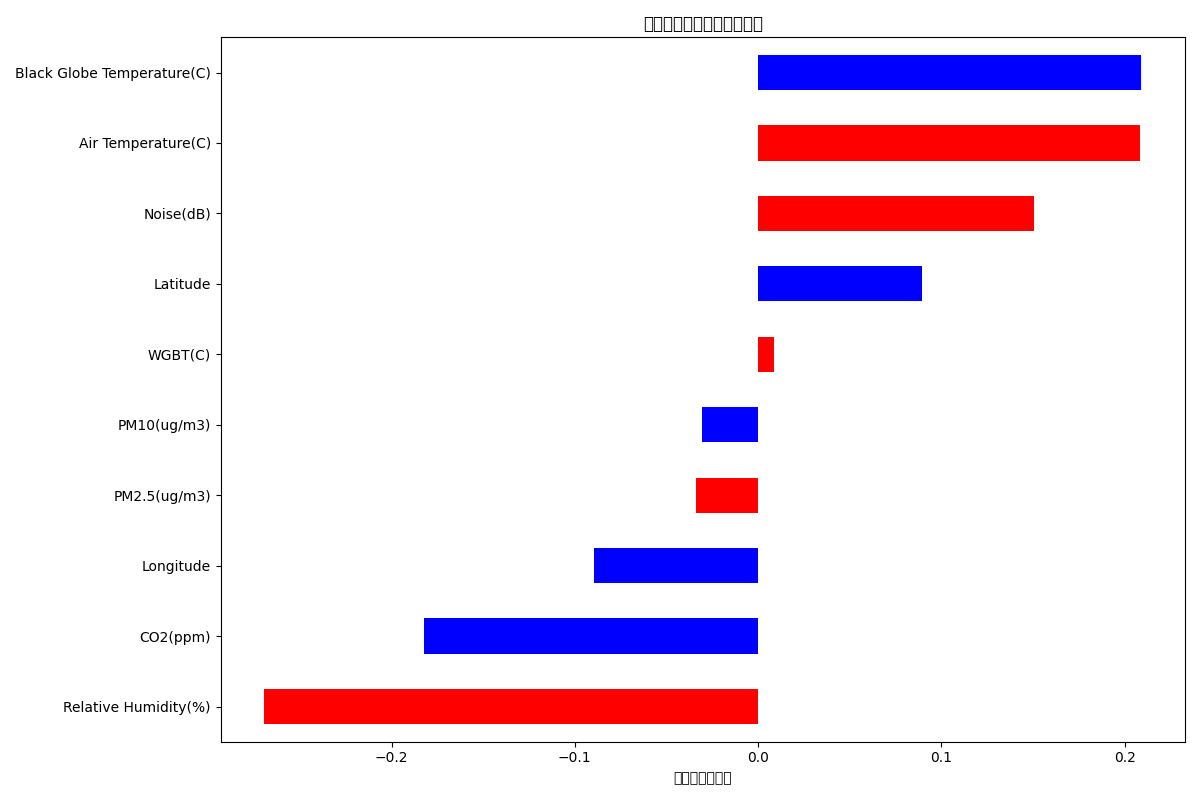 Black Globe Temperature(C)
Air Temperature(C)
Noise(dB)
Latitude
WGBT(C)
PM10(ug/m3)
PM2.5(ug/m3)
Longitude
CO2(ppm)
Relative Humidity(%)
−0.2
−0.1
0.0
0.1
0.2